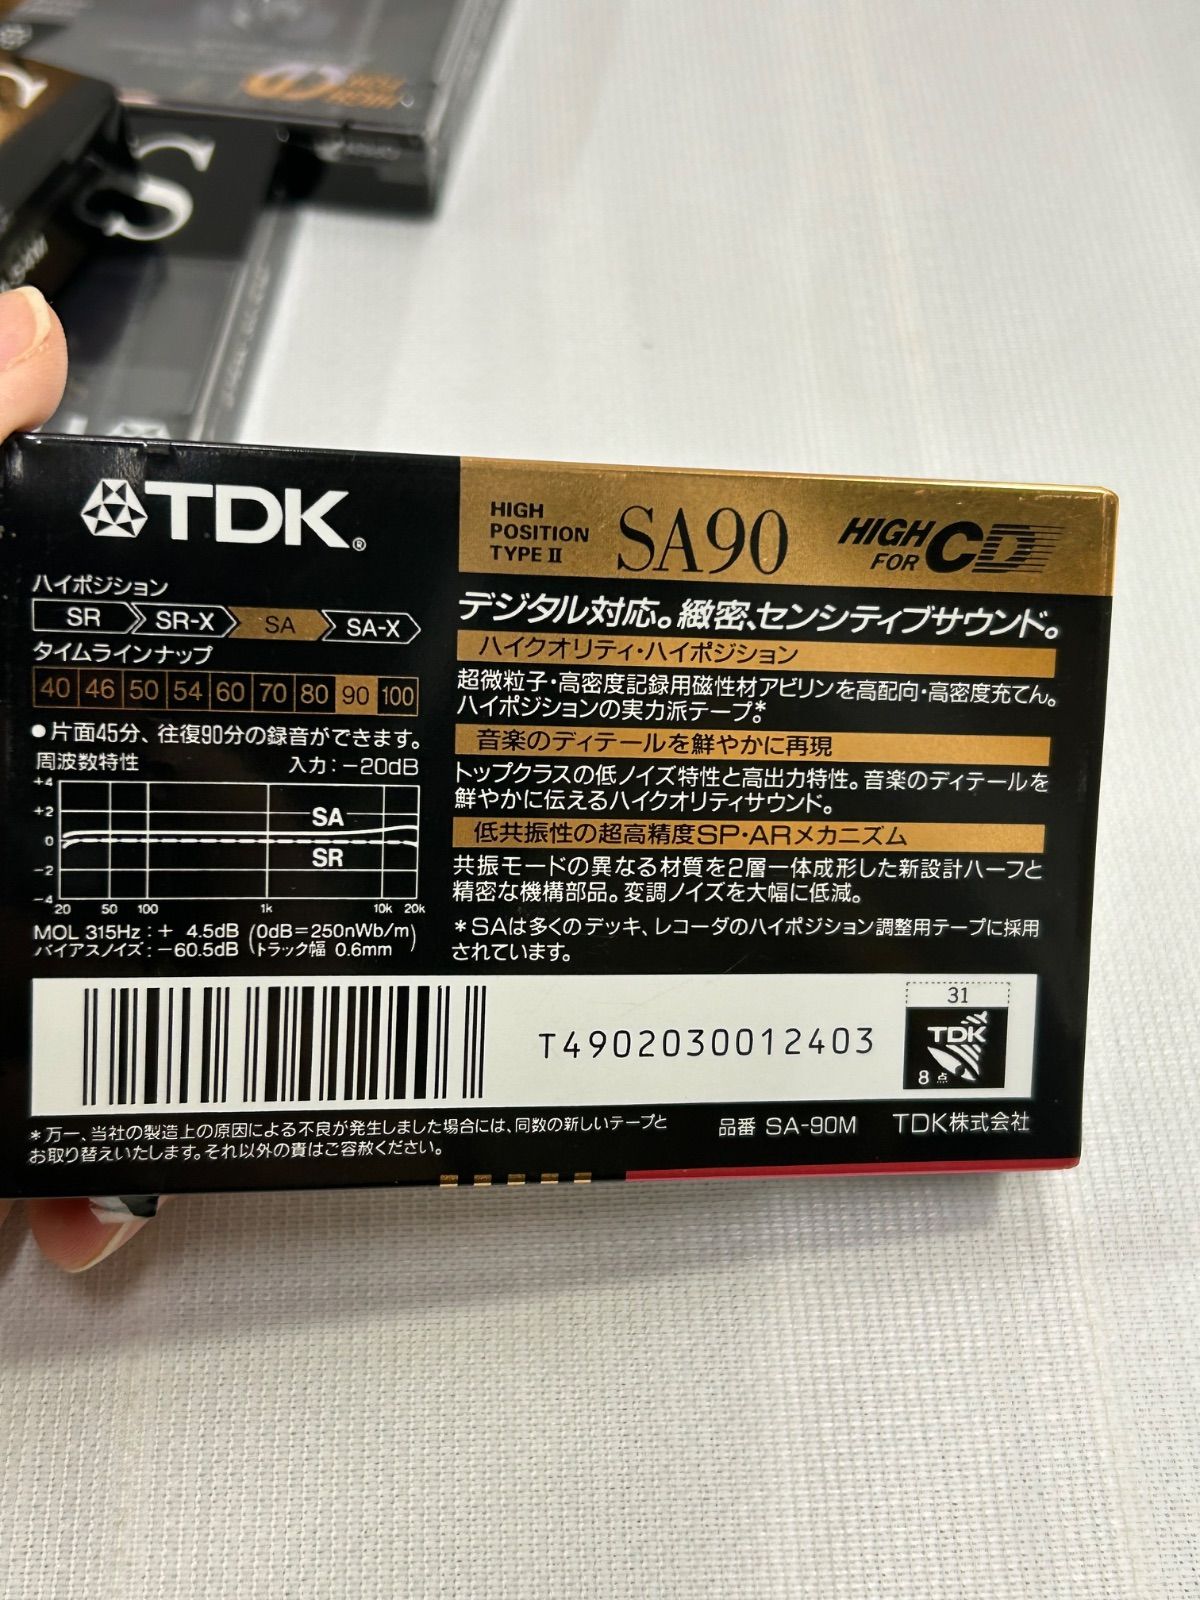 TDK®
HIGH
POSITION
TYPE II
SA90
HIGH
FOR
CD
ハイポジション
SR SR-X SA SA-X
タイムラインナップ
40 46 50 54 60 70 80 90 100
●片面45分、往復90分の録音ができます。
周波数特性 入力:-20dB
+4
+2
0
-2
-4
SA
SR
20 50 100 1k 10k 20k
MOL 315Hz:+ 4.5dB (0dB=250nWb/m)
バイアスノイズ:-60.5dB (トラック幅 0.6mm)
デジタル対応。緻密、センシティブサウンド。
ハイクオリティ・ハイポジション
超微粒子・高密度記録用磁性材アビリンを高配向・高密度充てん。
ハイポジションの実力派テープ。*
音楽のディテールを鮮やかに再現
トップクラスの低ノイズ特性と高出力特性。音楽のディテールを
鮮やかに伝えるハイクオリティサウンド。
低共振性の超高精度SP・ARメカニズム
共振モードの異なる材質を2層一体成形した新設計ハーフと
精密な機構部品。変調ノイズを大幅に低減。
*SAは多くのデッキ、レコーダのハイポジション調整用テープに採用
されています。
T4902030012403
31
TDK
8点
*万一、当社の製造上の原因による不良が発生しました場合には、同数の新しいテープと
お取り替えいたします。それ以外の責はご容赦ください。
品番 SA-90M TDK株式会社